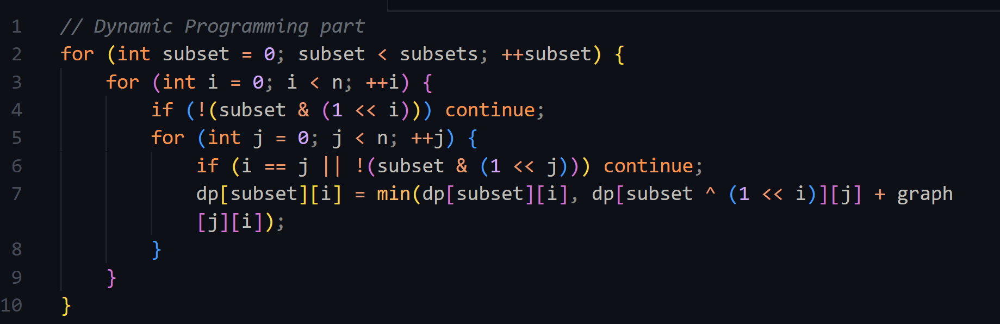 1 // Dynamic Programming part
2 for (int subset = 0; subset < subsets; ++subset) {
3 for (int i = 0; i < n; ++i) {
4 if (!(subset & (1 << i))) continue;
5 for (int j = 0; j < n; ++j) {
6 if (i == j || !(subset & (1 << j))) continue;
7 dp[subset][i] = min(dp[subset][i], dp[subset ^ (1 << i)][j] + graph
[j][i]);
8 }
9 }
10 }